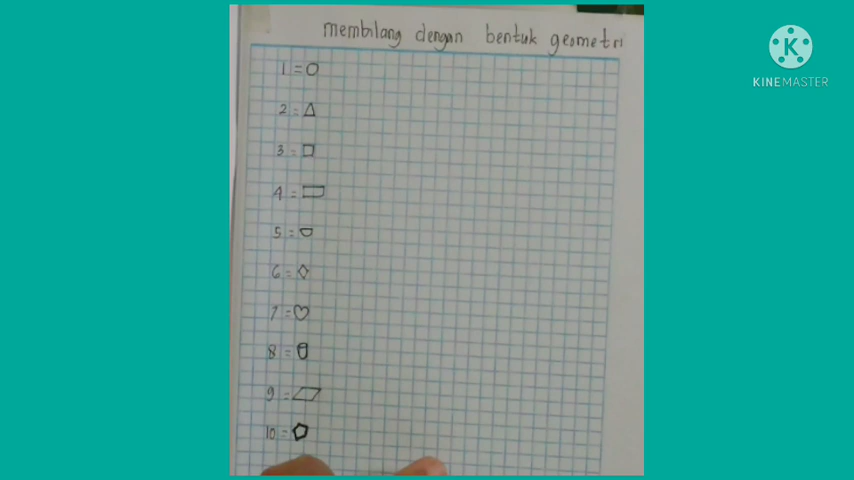 membilang dengan bentuk geometri
1 = ○
2 = △
3 = □
4 = ▭
5 = ⌓
6 = ◇
7 = ♡
8 =
9 = ▱
10 = ⬠
K
KINEMASTER